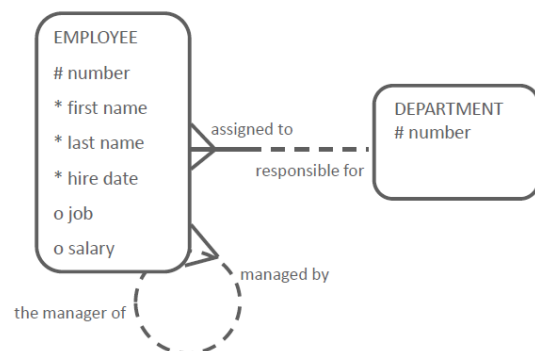 EMPLOYEE
# number
* first name
* last name
* hire date
o job
o salary
assigned to
responsible for
DEPARTMENT
# number
managed by
the manager of